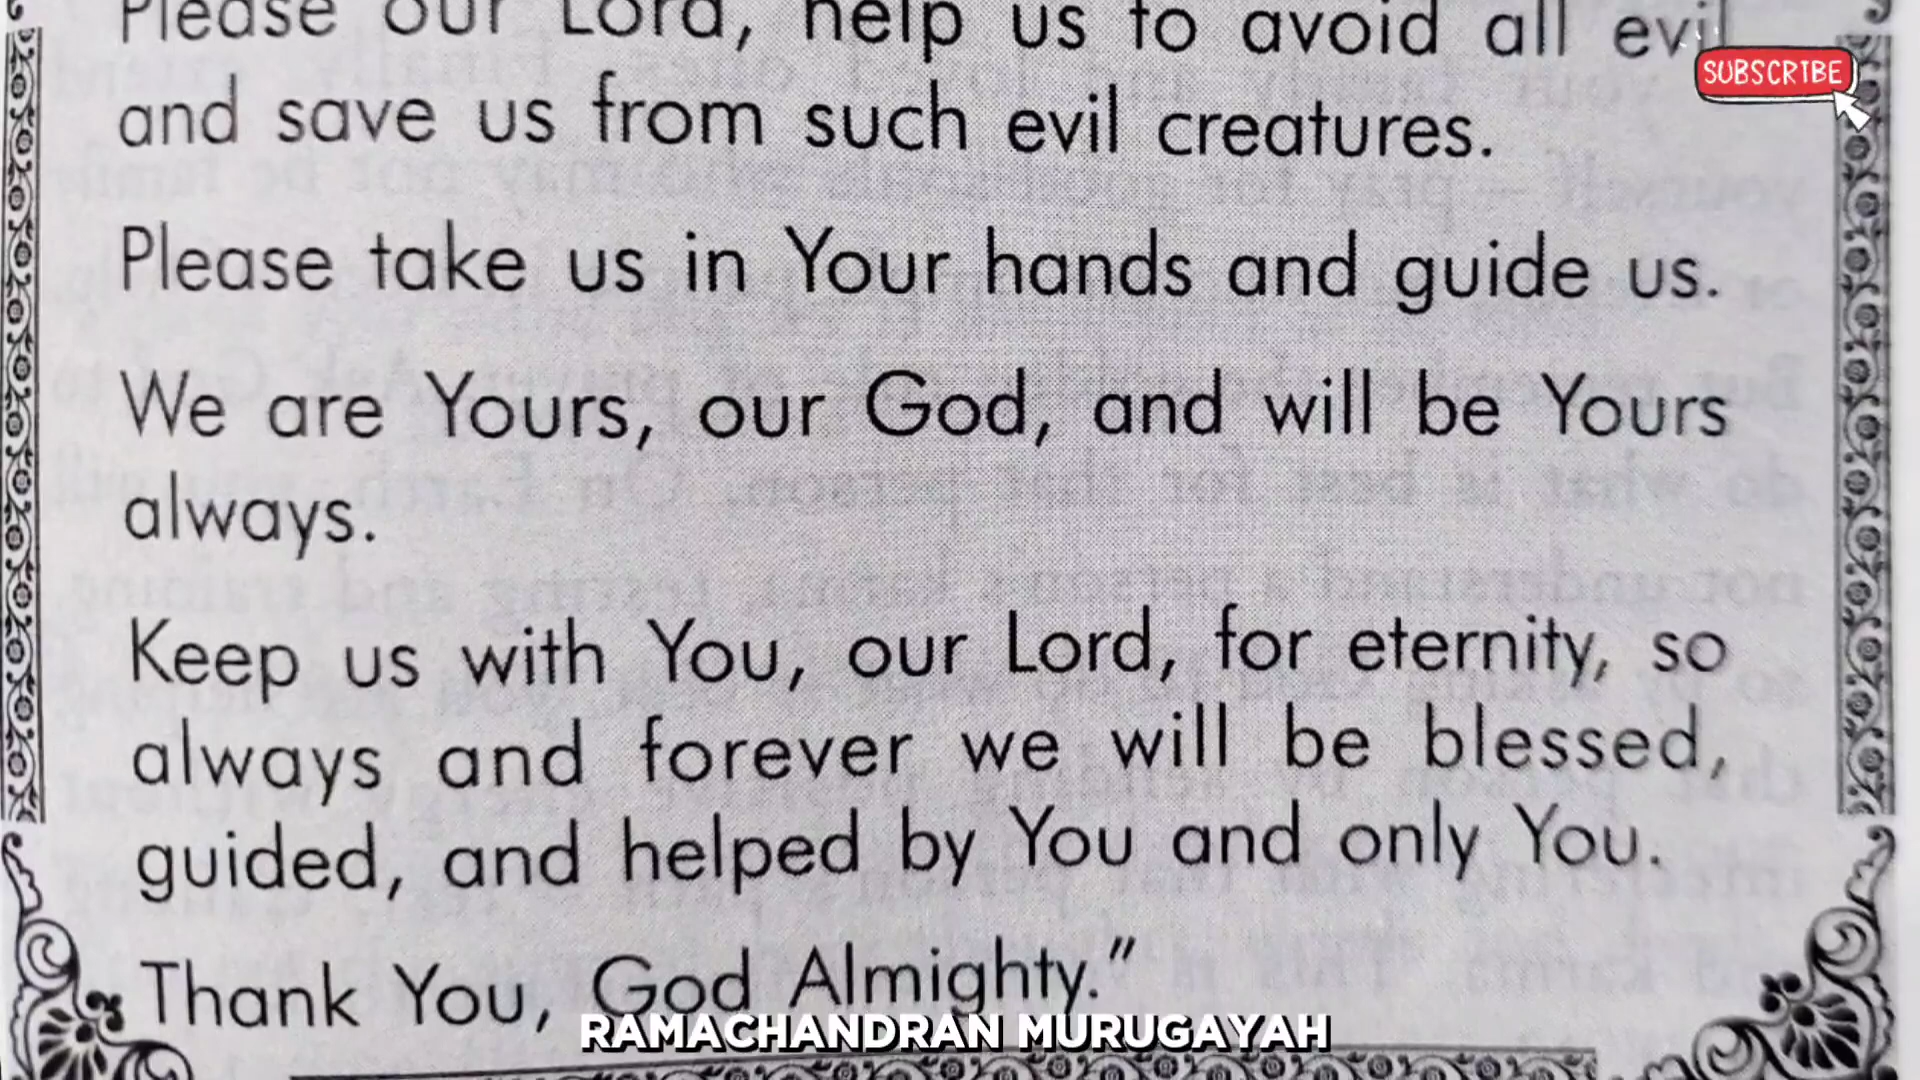 Please our Lord, help us to avoid all evil
SUBSCRIBE
and save us from such evil creatures.
Please take us in Your hands and guide us.
We are Yours, our God, and will be Yours
always.
Keep us with You, our Lord, for eternity, so
always and forever we will be blessed,
guided, and helped by You and only You.
Thank You, God Almighty.”
RAMACHANDRAN MURUGAYAH